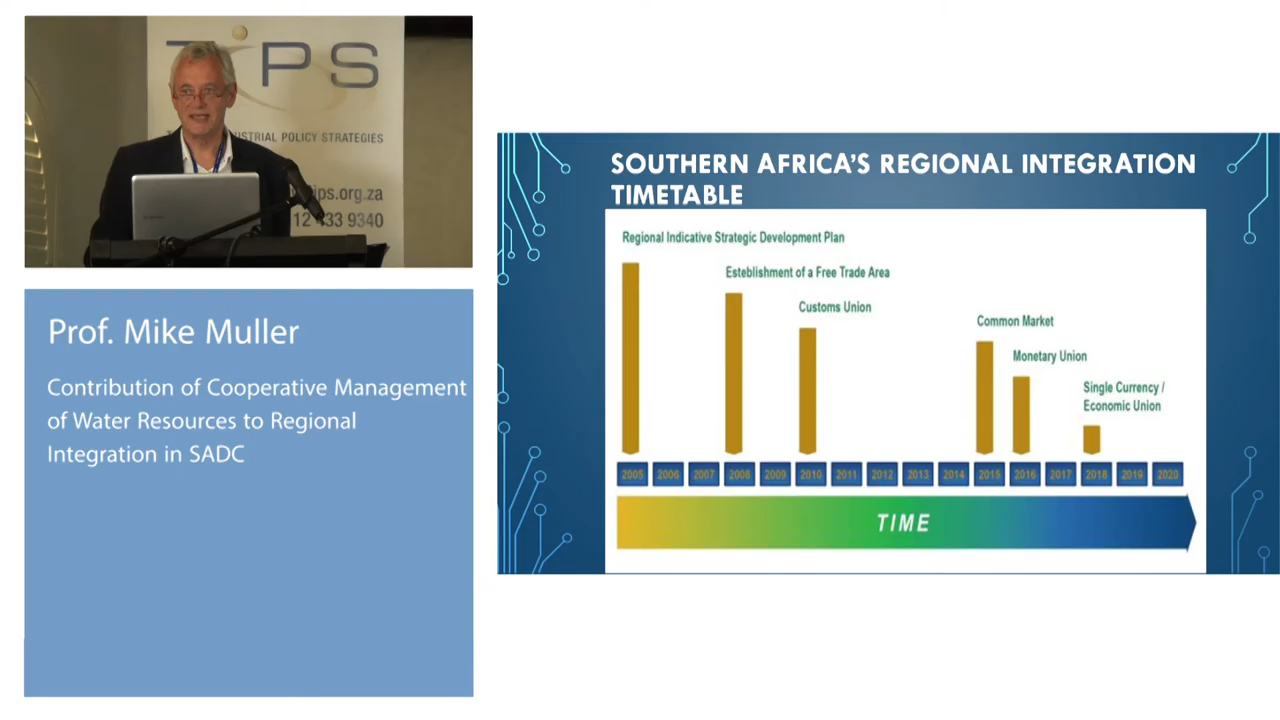 TiPS
USTRIAL POLICY STRATEGIES
ips.org.za
12 433 9340
Prof. Mike Muller
Contribution of Cooperative Management
of Water Resources to Regional
Integration in SADC
SOUTHERN AFRICA'S REGIONAL INTEGRATION
TIMETABLE
Regional Indicative Strategic Development Plan
Esteblishment of a Free Trade Area
Customs Union
Common Market
Monetary Union
Single Currency /
Economic Union
2005 2006 2007 2008 2009 2010 2011 2012 2013 2014 2015 2016 2017 2018 2019 2020
TIME